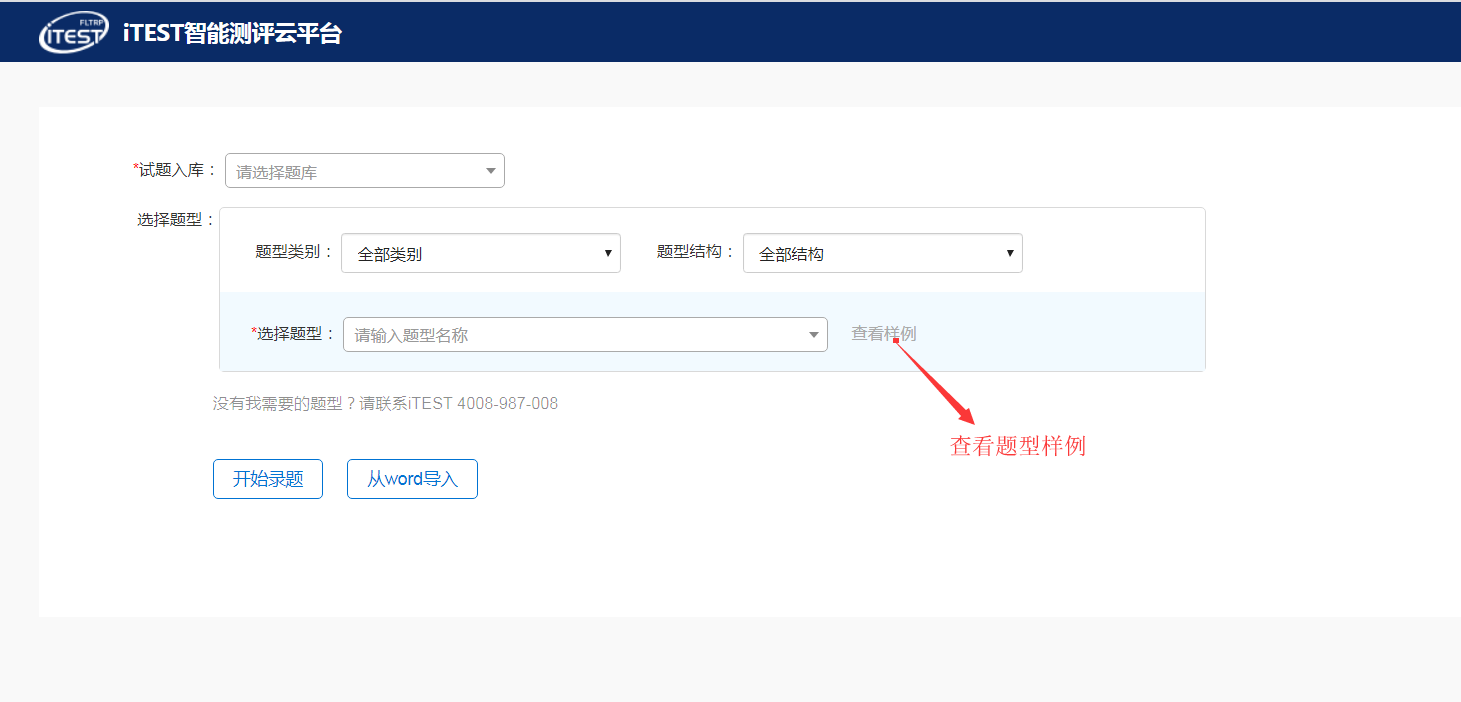 FLTRP
iTEST
iTEST智能测评云平台
*试题入库： 请选择题库
选择题型：
题型类别： 全部类别 题型结构： 全部结构
*选择题型： 请输入题型名称 查看样例
没有我需要的题型？请联系iTEST 4008-987-008
查看题型样例
开始录题 从word导入